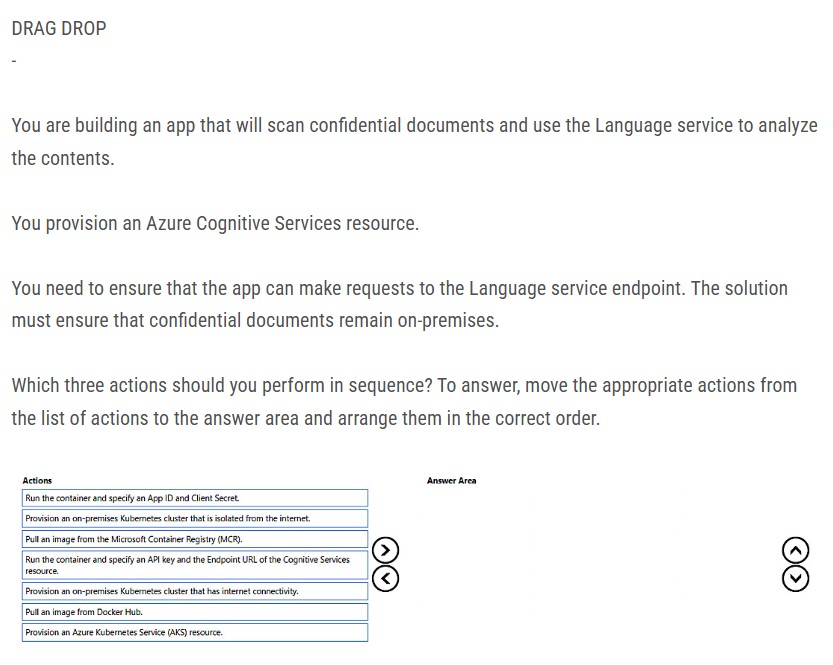 DRAG DROP
-
You are building an app that will scan confidential documents and use the Language service to analyze
the contents.
You provision an Azure Cognitive Services resource.
You need to ensure that the app can make requests to the Language service endpoint. The solution
must ensure that confidential documents remain on-premises.
Which three actions should you perform in sequence? To answer, move the appropriate actions from
the list of actions to the answer area and arrange them in the correct order.
Actions
Run the container and specify an App ID and Client Secret.
Provision an on-premises Kubernetes cluster that is isolated from the internet.
Pull an image from the Microsoft Container Registry (MCR).
Run the container and specify an API key and the Endpoint URL of the Cognitive Services
resource.
Provision an on-premises Kubernetes cluster that has internet connectivity.
Pull an image from Docker Hub.
Provision an Azure Kubernetes Service (AKS) resource.
Answer Area